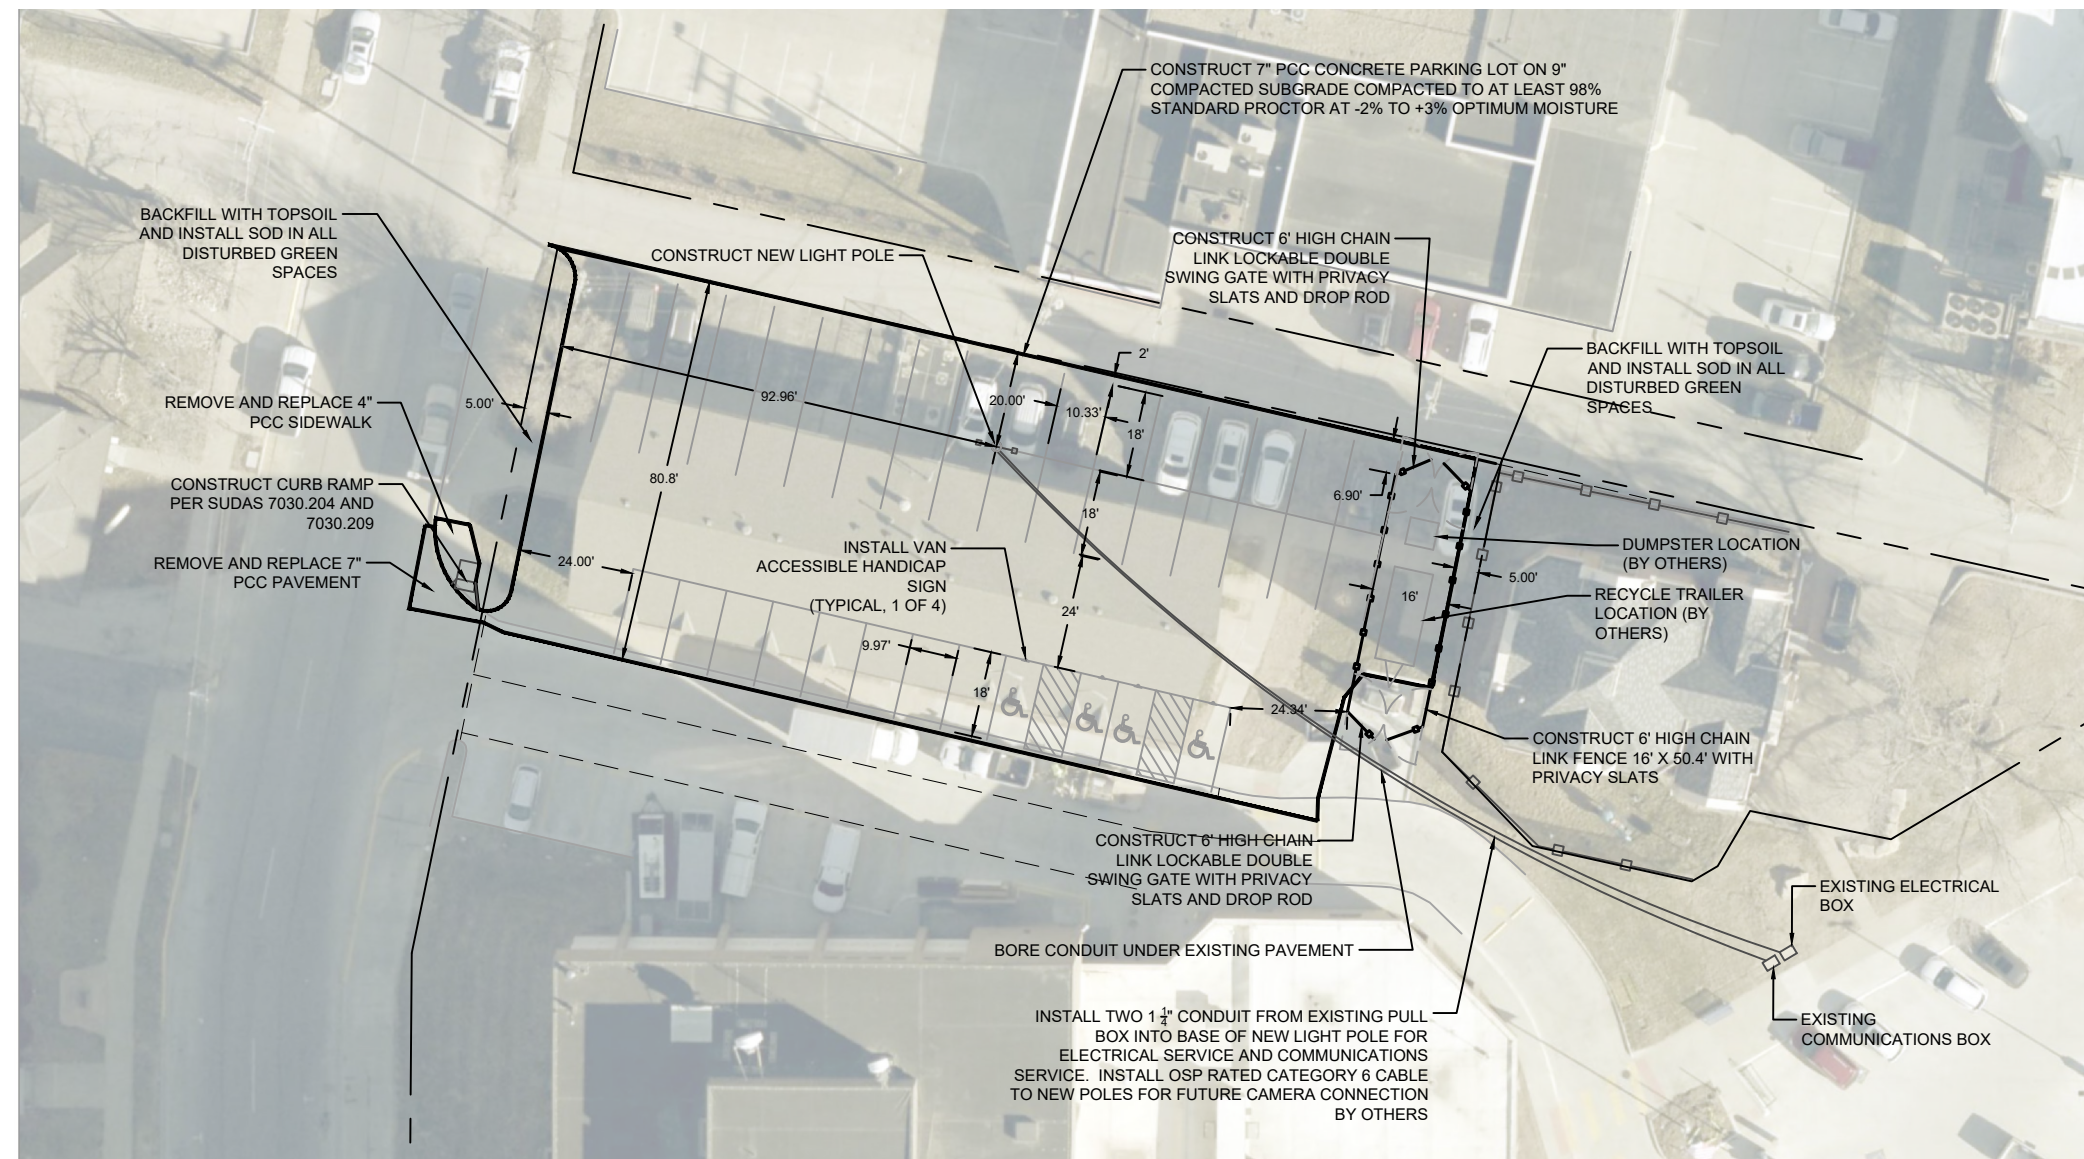 CONSTRUCT 7" PCC CONCRETE PARKING LOT ON 9"
COMPACTED SUBGRADE COMPACTED TO AT LEAST 98%
STANDARD PROCTOR AT -2% TO +3% OPTIMUM MOISTURE
BACKFILL WITH TOPSOIL
AND INSTALL SOD IN ALL
DISTURBED GREEN
SPACES
CONSTRUCT NEW LIGHT POLE
CONSTRUCT 6' HIGH CHAIN
LINK LOCKABLE DOUBLE
SWING GATE WITH PRIVACY
SLATS AND DROP ROD
2'
BACKFILL WITH TOPSOIL
AND INSTALL SOD IN ALL
DISTURBED GREEN
SPACES
REMOVE AND REPLACE 4"
PCC SIDEWALK
5.00'
92.96'
20.00'
10.33'
18'
CONSTRUCT CURB RAMP
PER SUDAS 7030.204 AND
7030.209
80.8'
6.90'
18'
REMOVE AND REPLACE 7"
PCC PAVEMENT
24.00'
INSTALL VAN
ACCESSIBLE HANDICAP
SIGN
(TYPICAL, 1 OF 4)
DUMPSTER LOCATION
(BY OTHERS)
5.00'
16'
24'
RECYCLE TRAILER
LOCATION (BY
OTHERS)
9.97'
18'
24.34'
CONSTRUCT 6' HIGH CHAIN
LINK FENCE 16' X 50.4' WITH
PRIVACY SLATS
CONSTRUCT 6' HIGH CHAIN
LINK LOCKABLE DOUBLE
SWING GATE WITH PRIVACY
SLATS AND DROP ROD
EXISTING ELECTRICAL
BOX
BORE CONDUIT UNDER EXISTING PAVEMENT
INSTALL TWO 1 1/4" CONDUIT FROM EXISTING PULL
BOX INTO BASE OF NEW LIGHT POLE FOR
ELECTRICAL SERVICE AND COMMUNICATIONS
SERVICE. INSTALL OSP RATED CATEGORY 6 CABLE
TO NEW POLES FOR FUTURE CAMERA CONNECTION
BY OTHERS
EXISTING
COMMUNICATIONS BOX